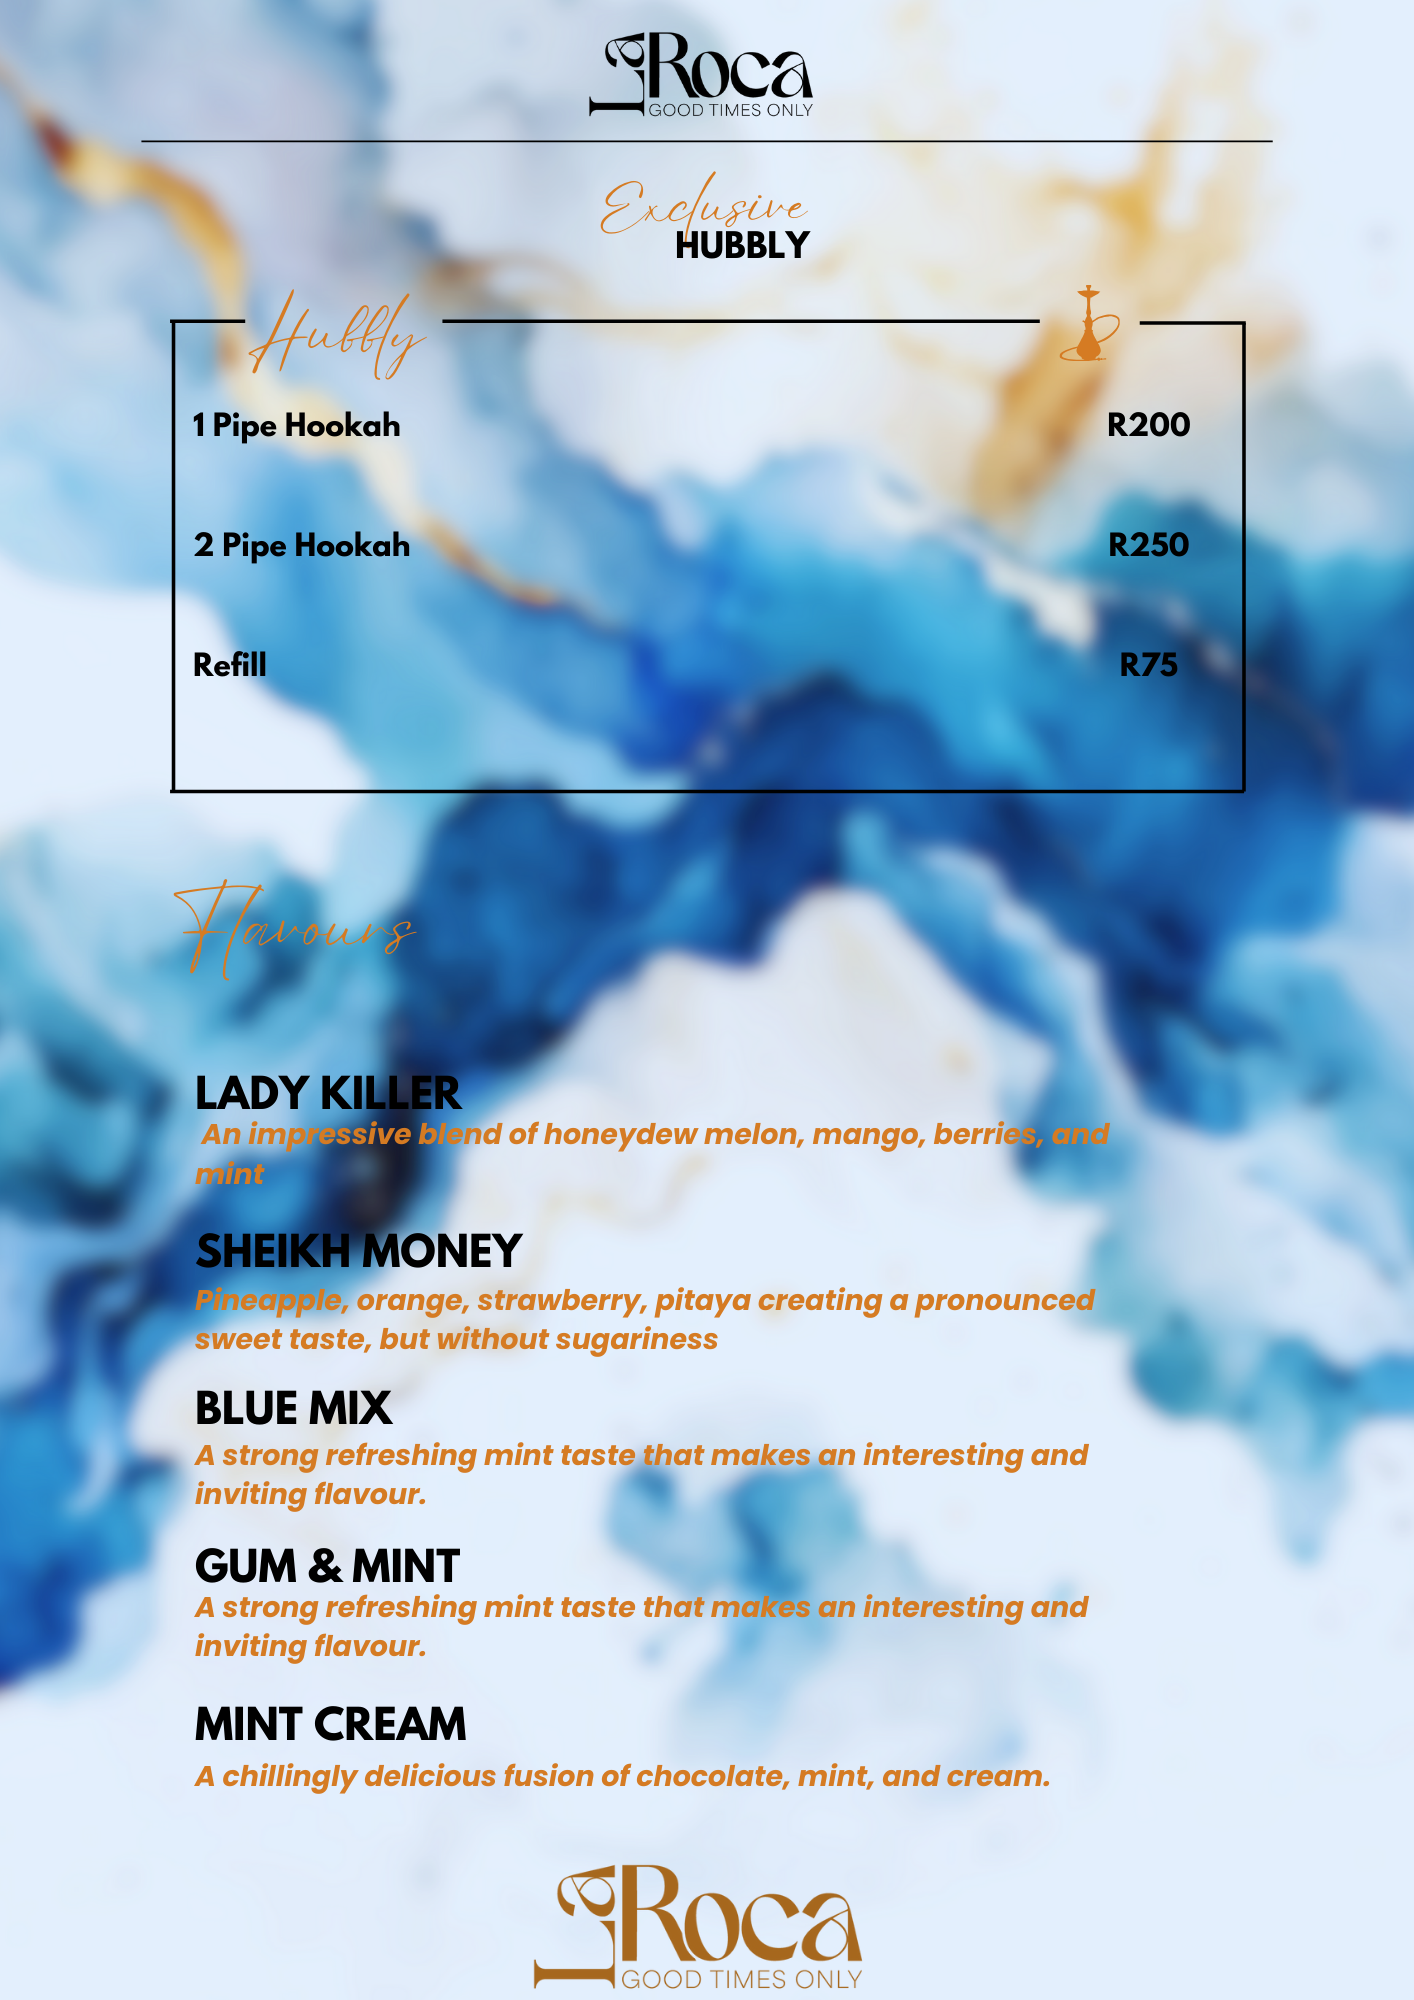 La Roca
GOOD TIMES ONLY
Exclusive
HUBBLY
Hubbly
1 Pipe Hookah R200
2 Pipe Hookah R250
Refill R75
Flavours
LADY KILLER
An impressive blend of honeydew melon, mango, berries, and
mint
SHEIKH MONEY
Pineapple, orange, strawberry, pitaya creating a pronounced
sweet taste, but without sugariness
BLUE MIX
A strong refreshing mint taste that makes an interesting and
inviting flavour.
GUM & MINT
A strong refreshing mint taste that makes an interesting and
inviting flavour.
MINT CREAM
A chillingly delicious fusion of chocolate, mint, and cream.
La Roca
GOOD TIMES ONLY